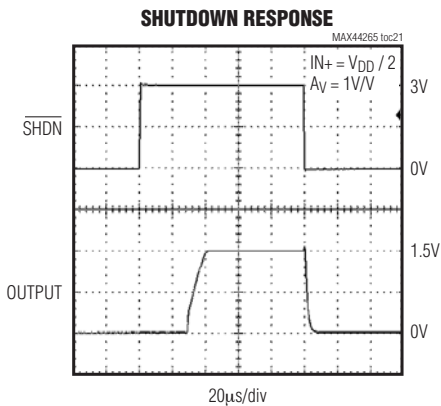 SHUTDOWN RESPONSE
MAX44265 toc21
IN+ = VDD / 2
AV = 1V/V
3V
SHDN
0V
1.5V
OUTPUT
0V
20µs/div